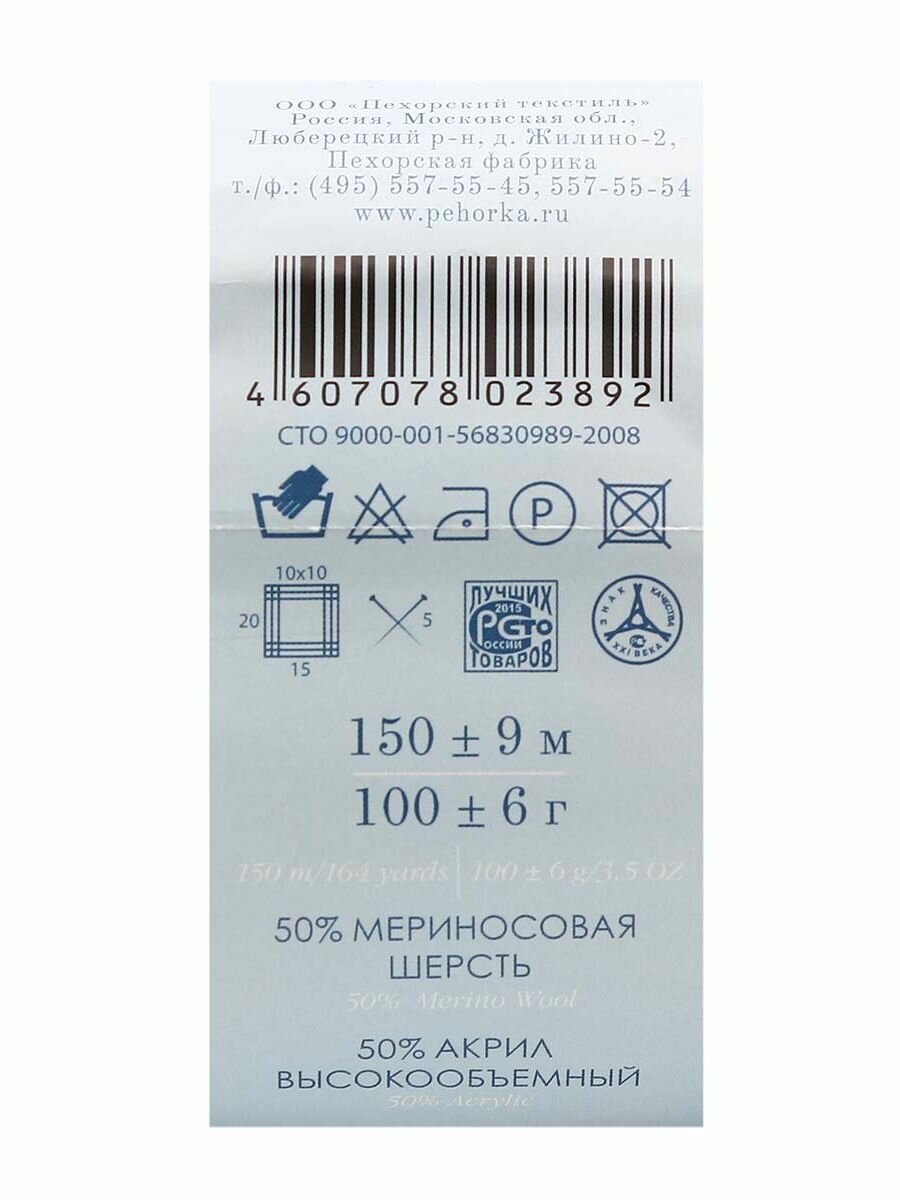 ООО «Пехорский текстиль»
Россия, Московская обл.,
Люберецкий р-н, д. Жилино-2,
Пехорская фабрика
т./ф.: (495) 557-55-45, 557-55-54
www.pehorka.ru
4 607078 023892
СТО 9000-001-56830989-2008
P
10x10
20
15
5
ЛУЧШИХ
2015
СТО
РОССИИ
ТОВАРОВ
ЗНАК КАЧЕСТВА
XXI ВЕКА
150 ± 9 м
100 ± 6 г
150 m/164 yards | 100 ± 6 g/3,5 OZ
50% МЕРИНОСОВАЯ
ШЕРСТЬ
50% Merino Wool
50% АКРИЛ
ВЫСОКООБЪЕМНЫЙ
50% Acrylic